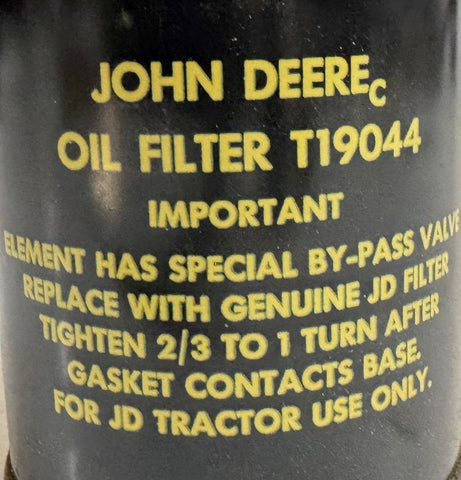 JOHN DEERE C
OIL FILTER T19044
IMPORTANT
ELEMENT HAS SPECIAL BY-PASS VALVE
REPLACE WITH GENUINE JD FILTER
TIGHTEN 2/3 TO 1 TURN AFTER
GASKET CONTACTS BASE.
FOR JD TRACTOR USE ONLY.